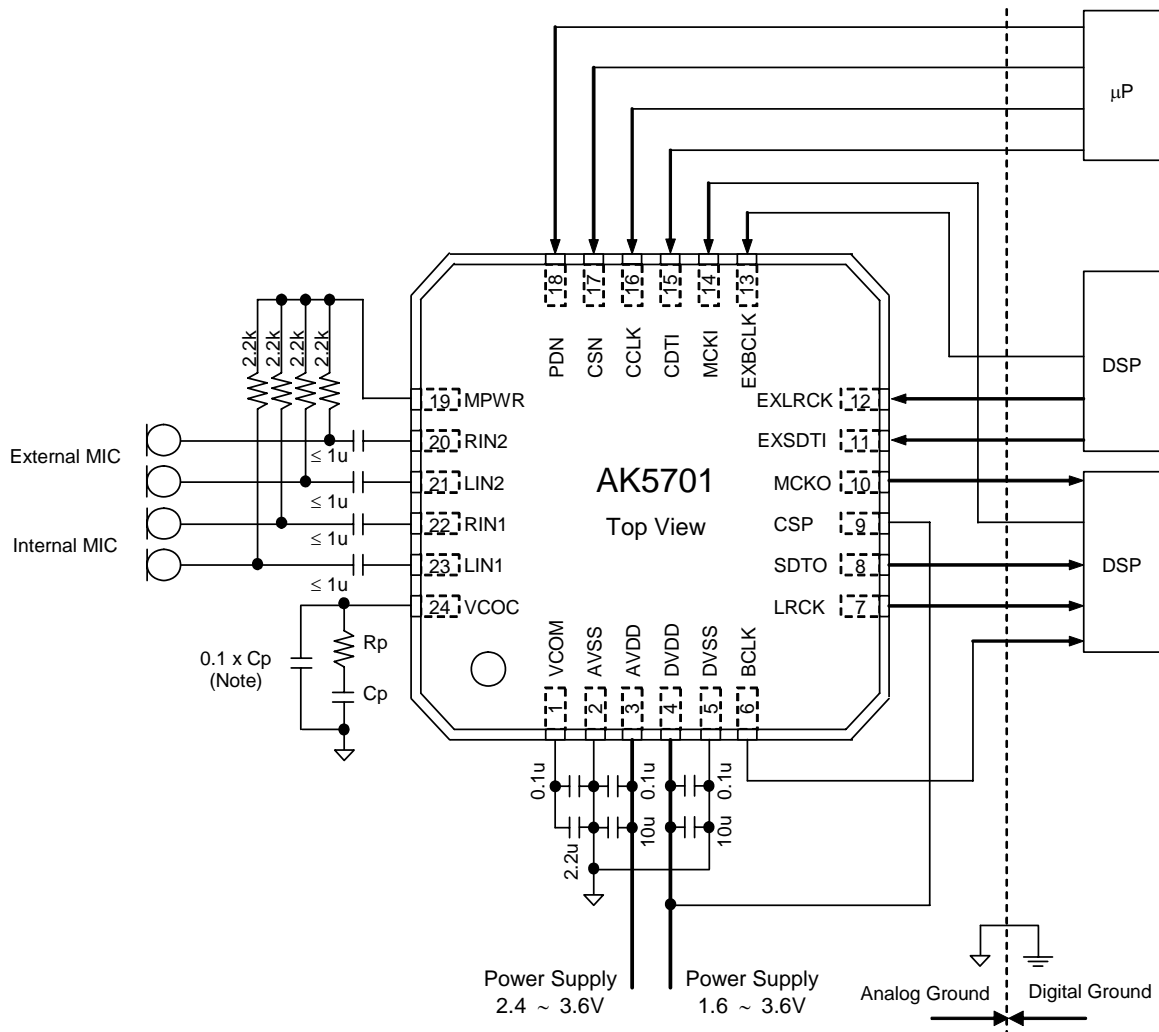 μP
18
17
16
15
14
13
PDN
CSN
CCLK
CDTI
MCKI
EXBCLK
2.2k
2.2k
2.2k
2.2k
DSP
19 MPWR
EXLRCK 12
External MIC
20 RIN2
EXSDTI 11
≤ 1u
21 LIN2
AK5701
MCKO 10
≤ 1u
22 RIN1
Top View
CSP 9
Internal MIC
≤ 1u
23 LIN1
SDTO 8
DSP
≤ 1u
24 VCOC
LRCK 7
0.1 x Cp
(Note)
Rp
Cp
VCOM
AVSS
AVDD
DVDD
DVSS
BCLK
1
2
3
4
5
6
0.1u
0.1u
0.1u
2.2u
10u
10u
Power Supply
2.4 ~ 3.6V
Power Supply
1.6 ~ 3.6V
Analog Ground
Digital Ground